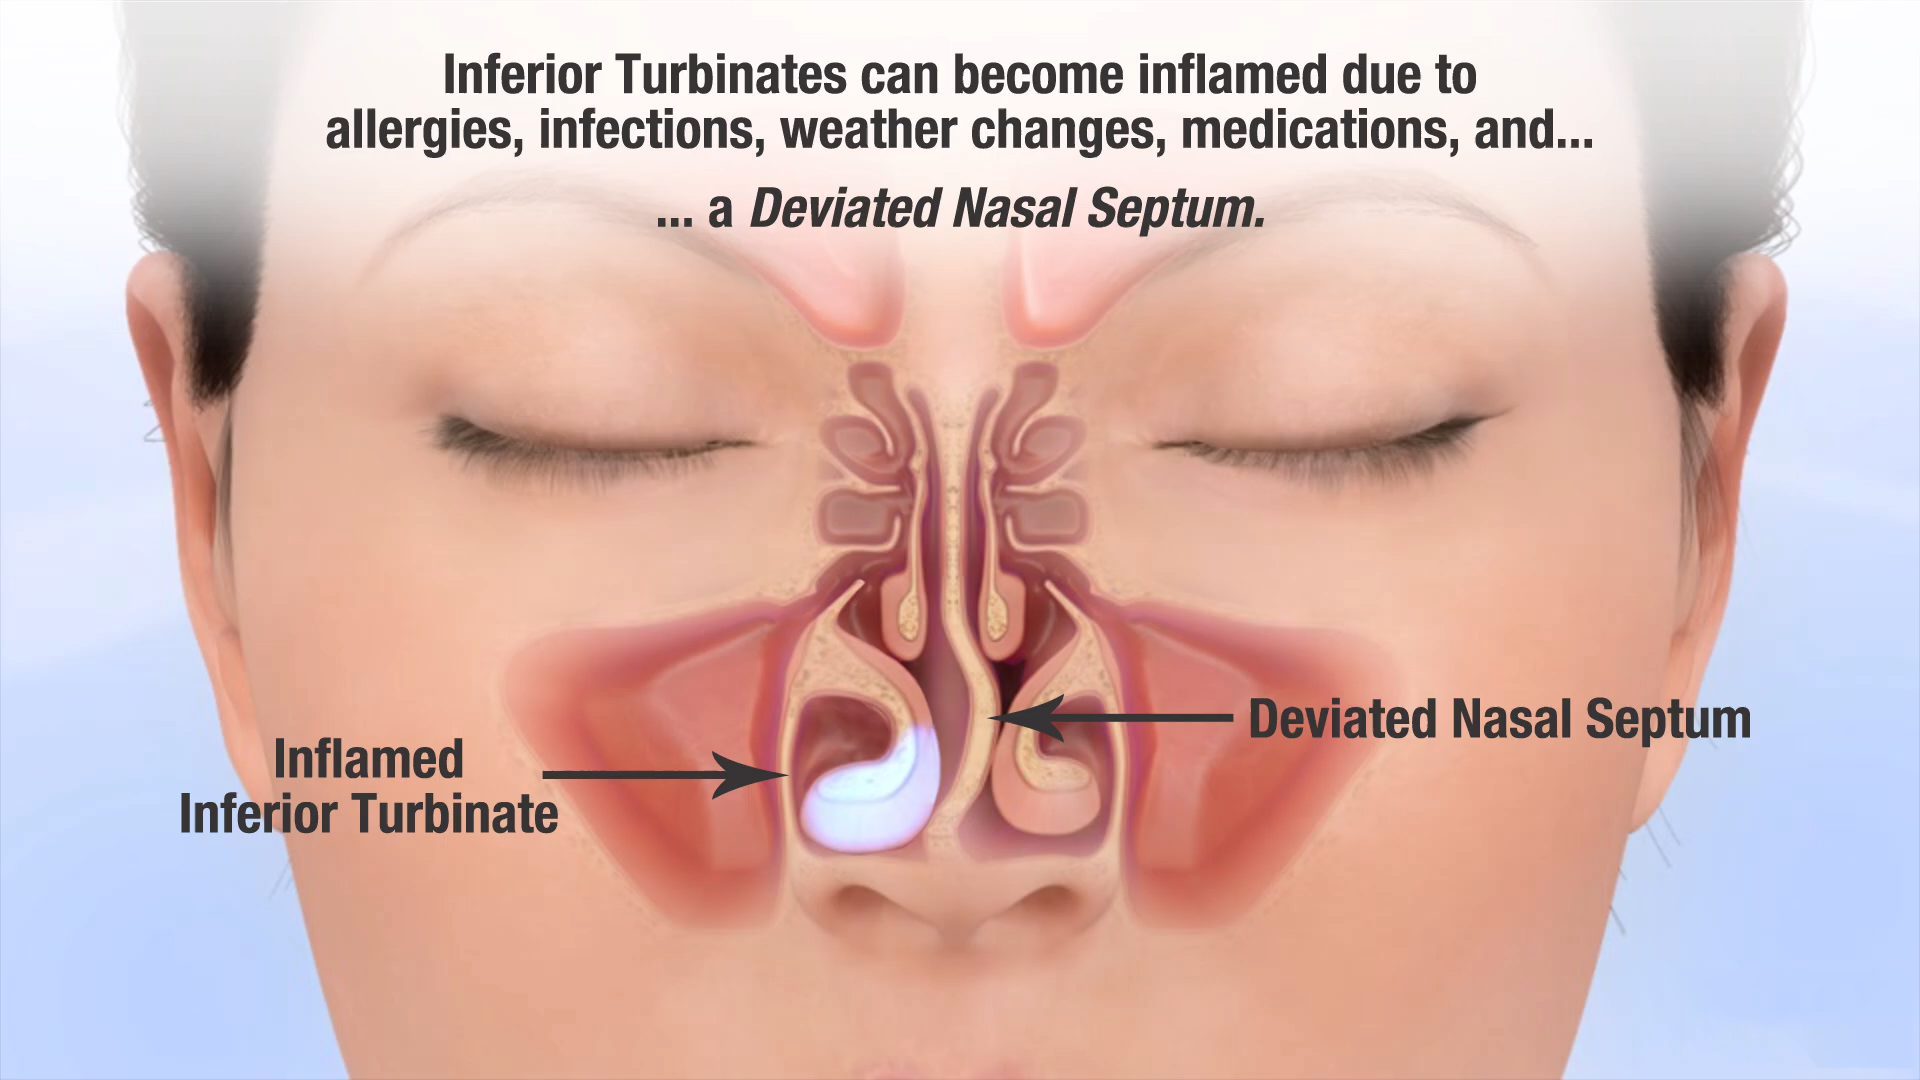 Inferior Turbinates can become inflamed due to
allergies, infections, weather changes, medications, and...
... a Deviated Nasal Septum.
Deviated Nasal Septum
Inflamed
Inferior Turbinate